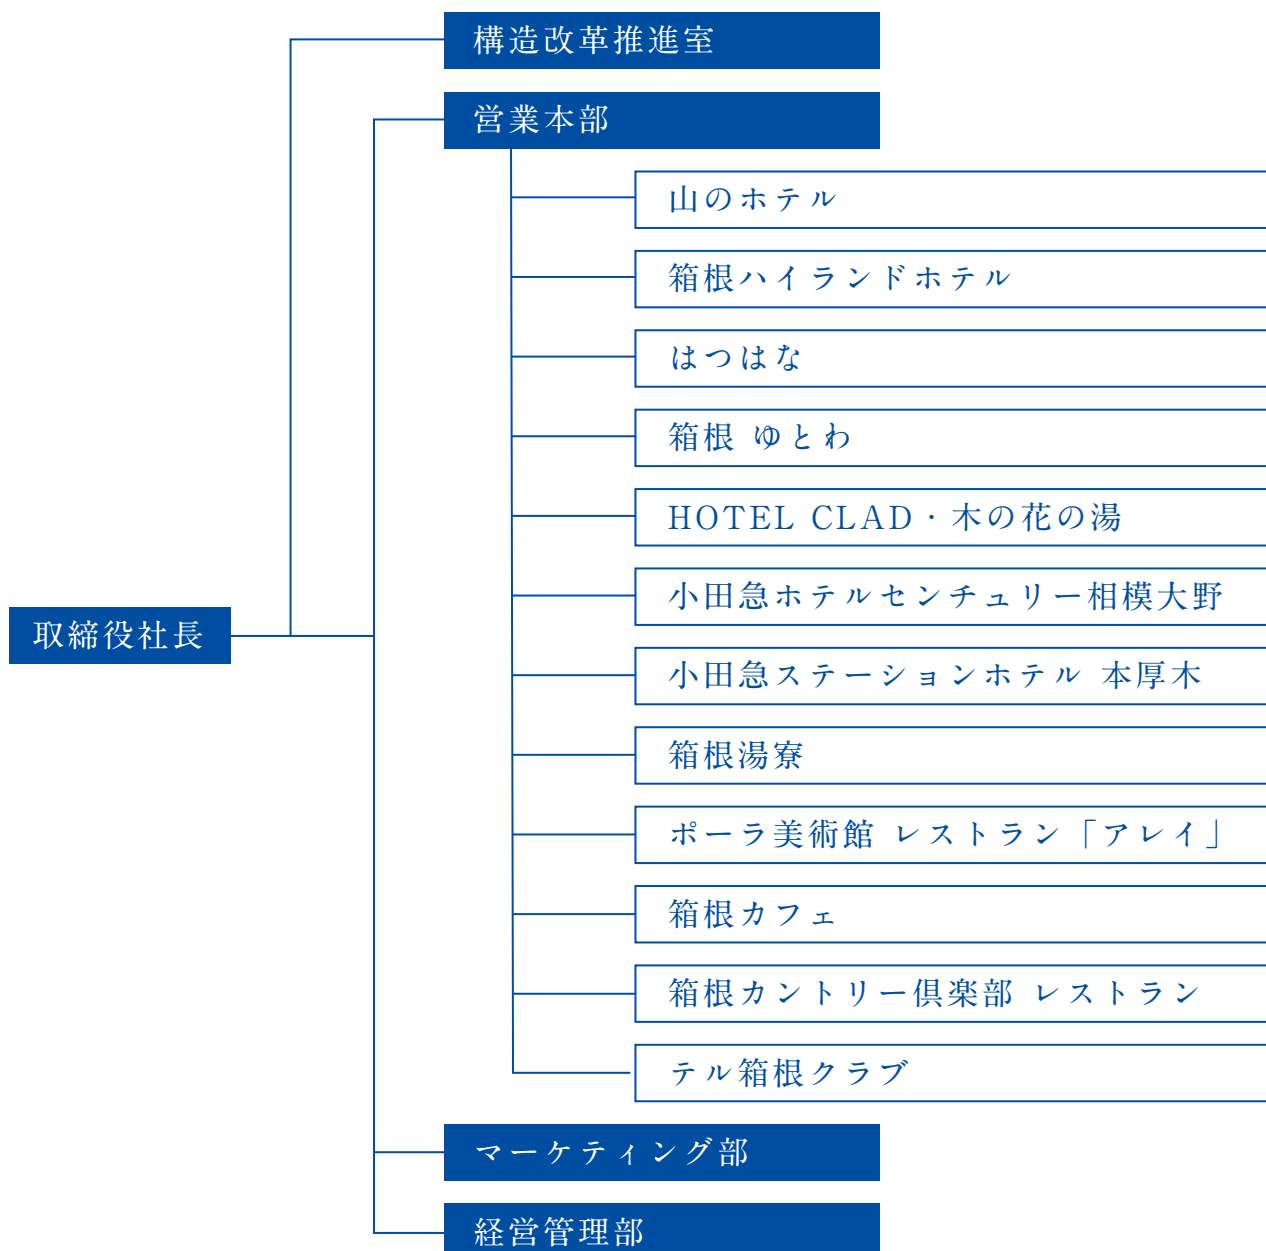 構造改革推進室
営業本部
山のホテル
箱根ハイランドホテル
はつはな
箱根 ゆとわ
HOTEL CLAD・木の花の湯
小田急ホテルセンチュリー相模大野
取締役社長
小田急ステーションホテル 本厚木
箱根湯寮
ポーラ美術館 レストラン「アレイ」
箱根カフェ
箱根カントリー倶楽部 レストラン
テル箱根クラブ
マーケティング部
経営管理部